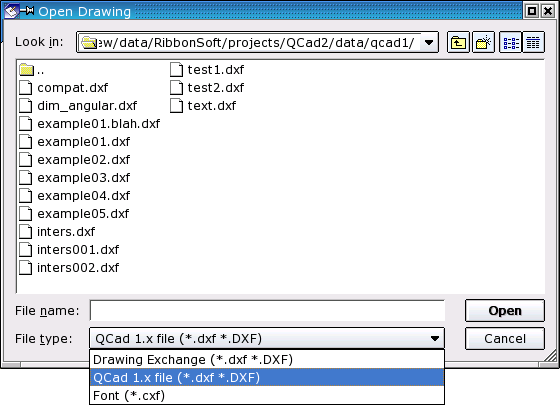 Open Drawing
Look in: ew/data/RibbonSoft/projects/QCad2/data/qcad1/
..
compat.dxf
dim_angular.dxf
example01.blah.dxf
example01.dxf
example02.dxf
example03.dxf
example04.dxf
example05.dxf
inters.dxf
inters001.dxf
inters002.dxf
test1.dxf
test2.dxf
text.dxf
File name:
Open
File type: QCad 1.x file (*.dxf *.DXF)
Cancel
Drawing Exchange (*.dxf *.DXF)
QCad 1.x file (*.dxf *.DXF)
Font (*.cxf)